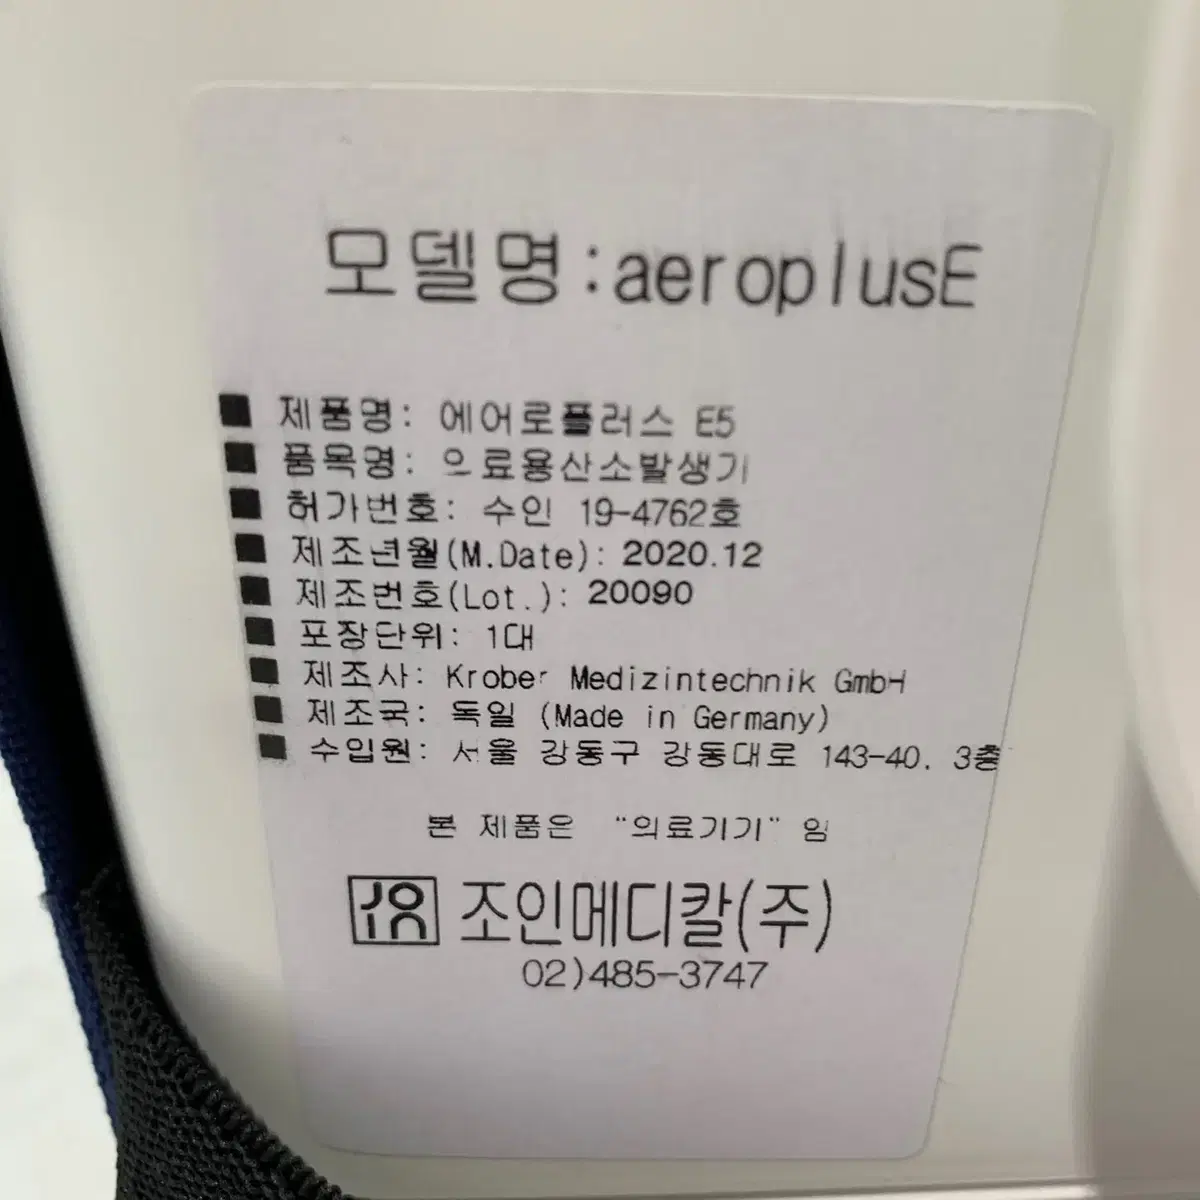 모델명:aeroplusE
■ 제품명: 에어로플러스 E5
■ 품목명: 의료용산소발생기
■ 허가번호: 수인 19-4762호
■ 제조년월(M.Date): 2020.12
■ 제조번호(Lot.): 20090
■ 포장단위: 1대
■ 제조사: Krober Medizintechnik GmbH
■ 제조국: 독일 (Made in Germany)
■ 수입원: 서울 강동구 강동대로 143-40. 3층
본 제품은 "의료기기" 임
JOIN 조인메디칼(주)
02)485-3747